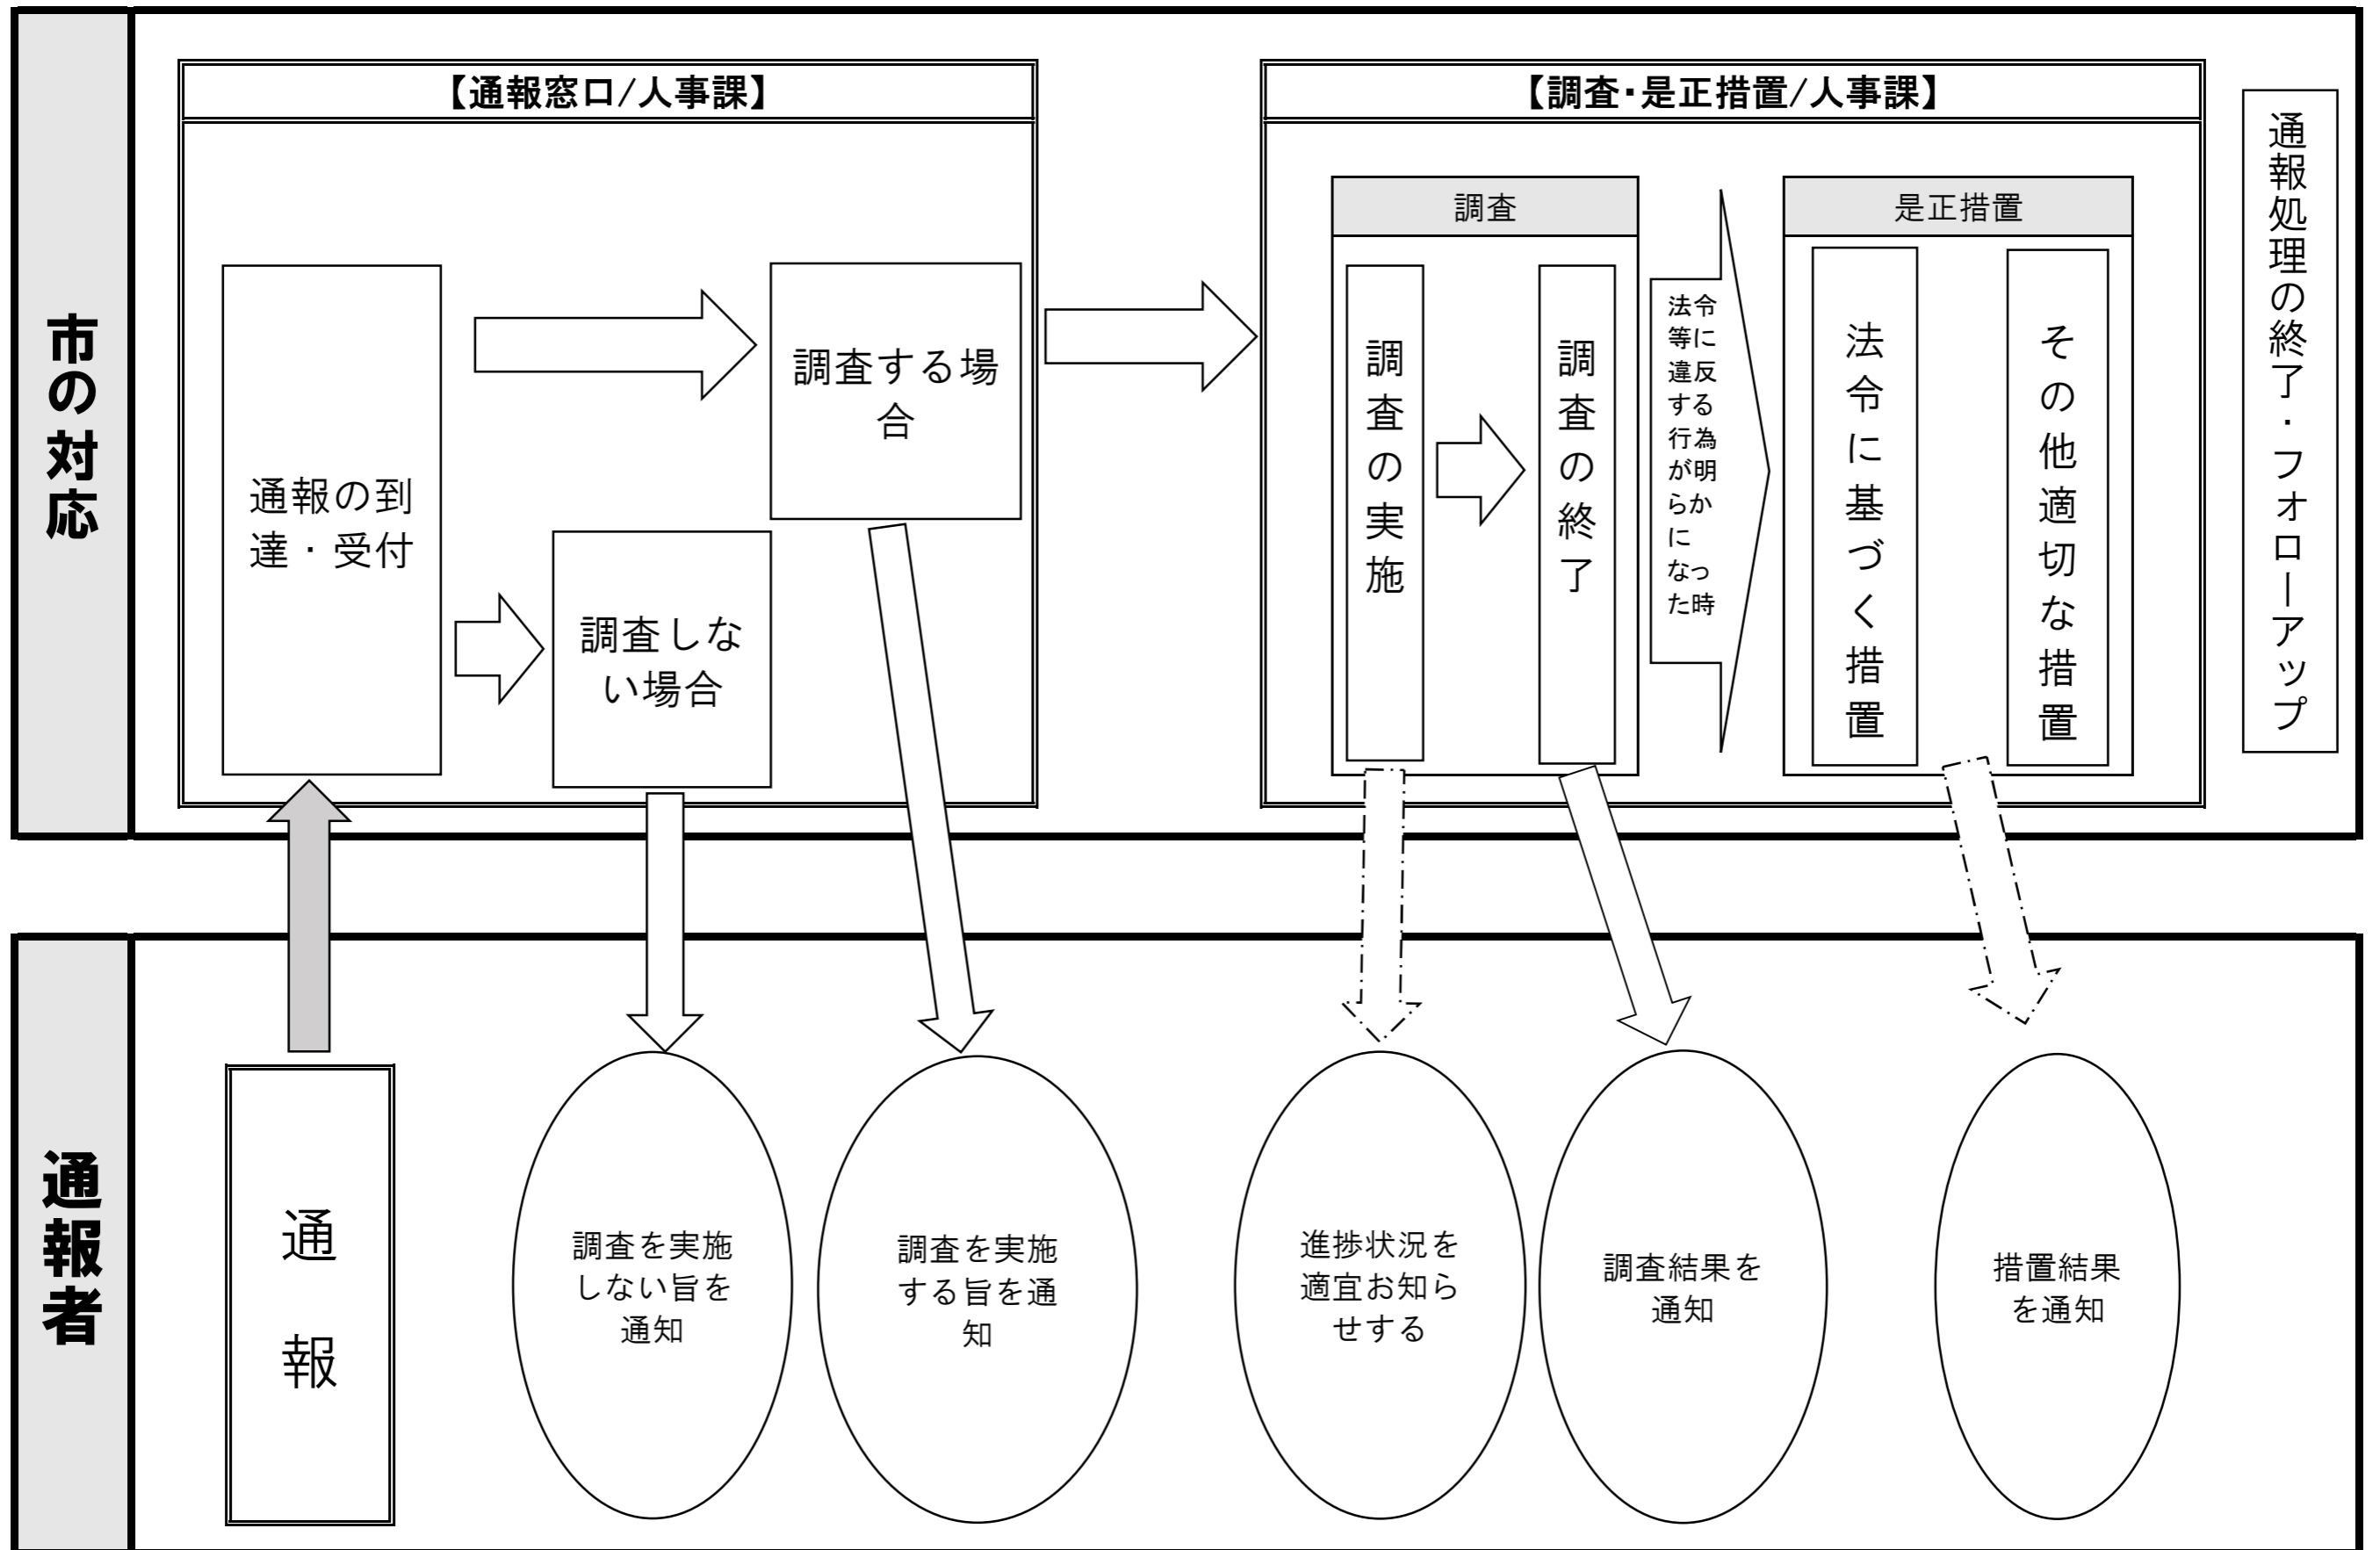 市の対応
【通報窓口/人事課】
通報の到
達・受付
調査する場
合
調査しな
い場合
【調査・是正措置/人事課】
調査
調査の実施
調査の終了
法令
等に
違反
する
行為
が明
らか
に
なっ
た時
是正措置
法令に基づく措置
その他適切な措置
通報処理の終了・フォローアップ
通報者
通報
調査を実施
しない旨を
通知
調査を実施
する旨を通
知
進捗状況を
適宜お知ら
せする
調査結果を
通知
措置結果
を通知